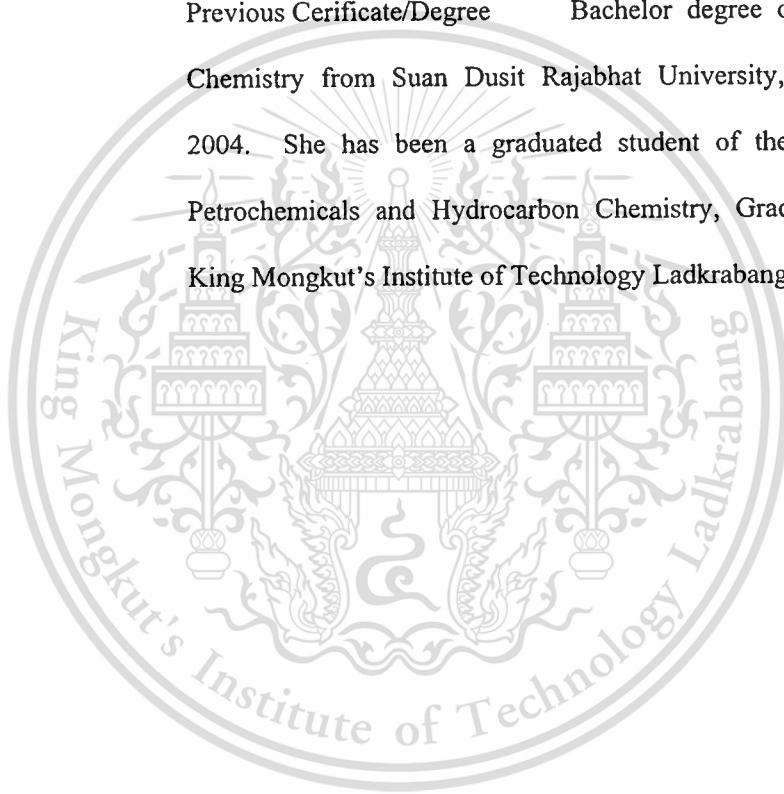 Previous Cerificate/Degree Bachelor degree
Chemistry from Suan Dusit Rajabhat University,
2004. She has been a graduated student of the
Petrochemicals and Hydrocarbon Chemistry,
King Mongkut's Institute of Technology Ladkrabang
King Mongkut's Institute of Technology Ladkrabang